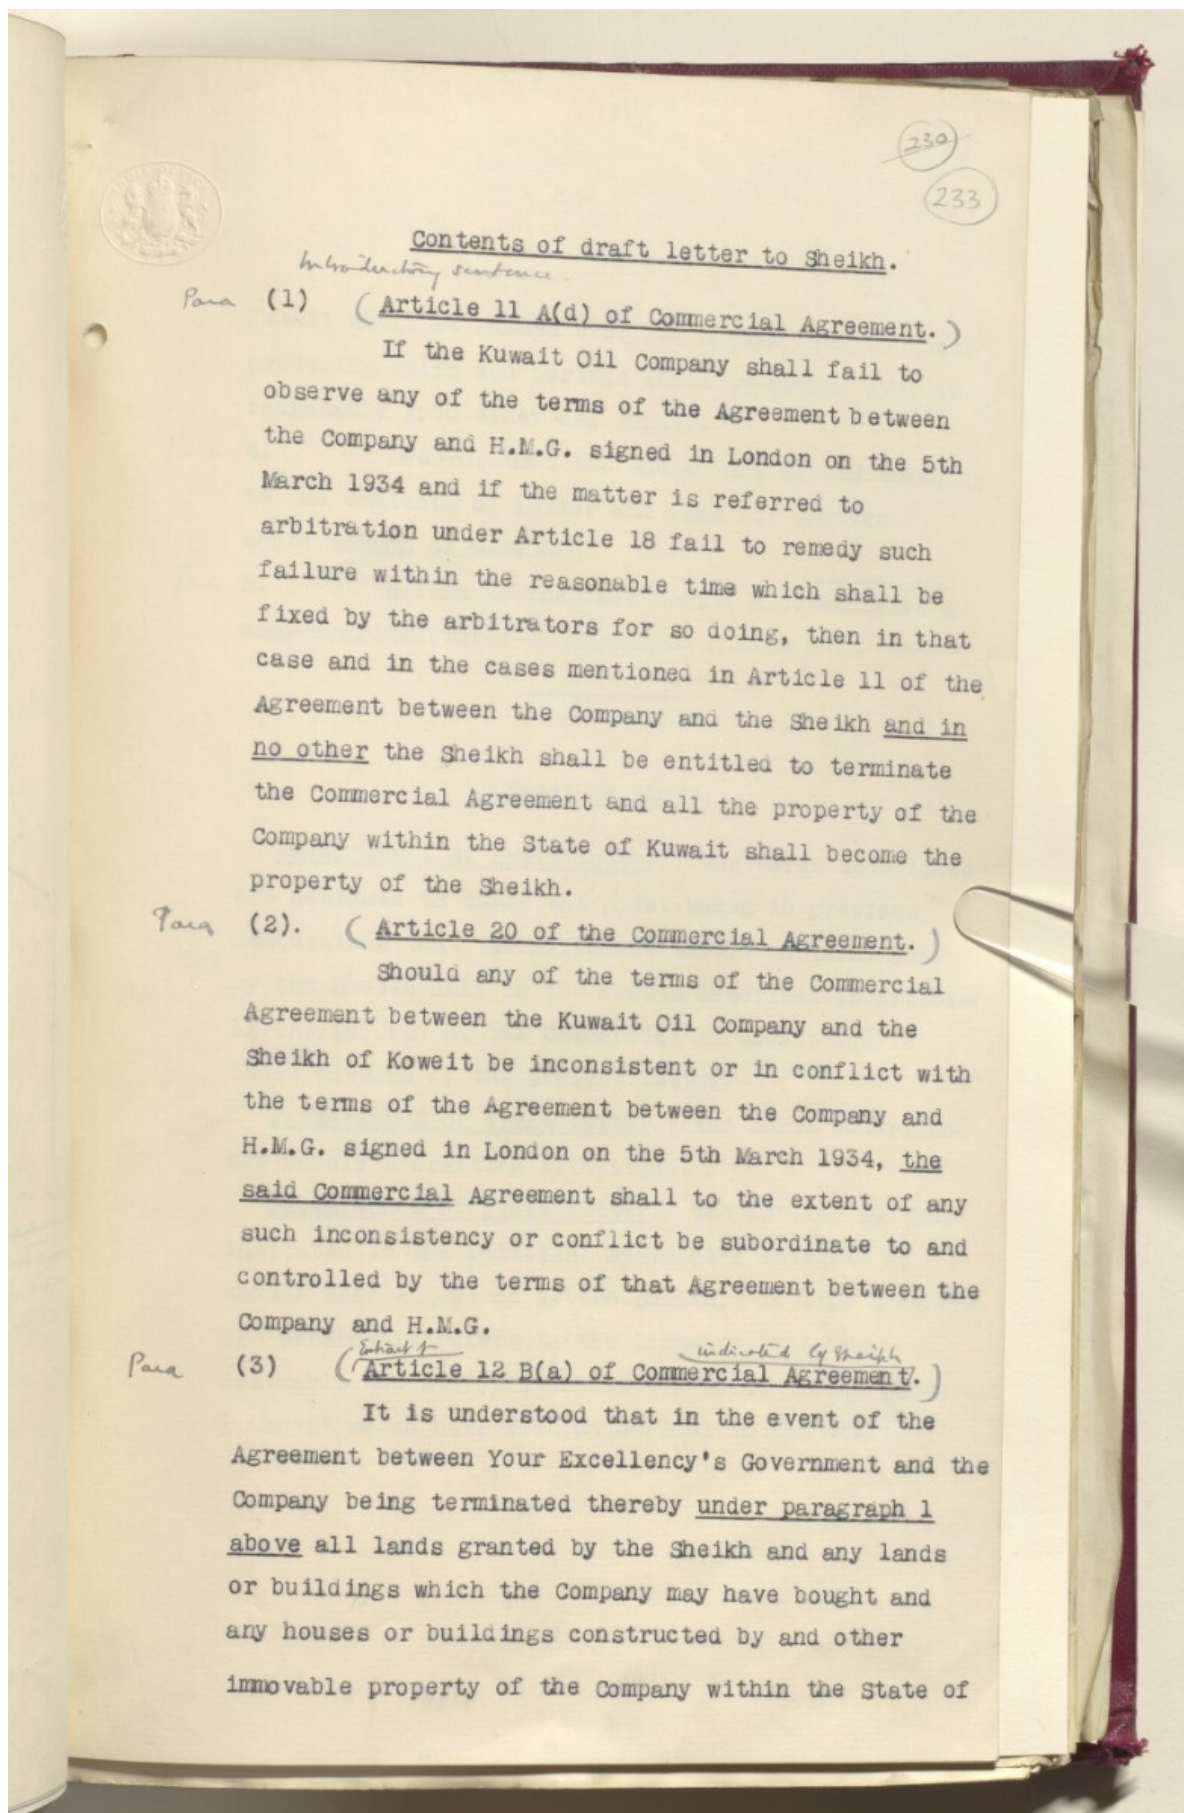 230
233
Contents of draft letter to Sheikh.
Introductory sentence.
Para (1) (Article 11 A(d) of Commercial Agreement.)
If the Kuwait Oil Company shall fail to
observe any of the terms of the Agreement between
the Company and H.M.G. signed in London on the 5th
March 1934 and if the matter is referred to
arbitration under Article 18 fail to remedy such
failure within the reasonable time which shall be
fixed by the arbitrators for so doing, then in that
case and in the cases mentioned in Article 11 of the
Agreement between the Company and the Sheikh and in
no other the Sheikh shall be entitled to terminate
the Commercial Agreement and all the property of the
Company within the State of Kuwait shall become the
property of the Sheikh.
Para (2). (Article 20 of the Commercial Agreement.)
Should any of the terms of the Commercial
Agreement between the Kuwait Oil Company and the
Sheikh of Koweit be inconsistent or in conflict with
the terms of the Agreement between the Company and
H.M.G. signed in London on the 5th March 1934, the
said Commercial Agreement shall to the extent of any
such inconsistency or conflict be subordinate to and
controlled by the terms of that Agreement between the
Company and H.M.G.
Extract of indicated by Sheikh
Para (3) (Article 12 B(a) of Commercial Agreement.)
It is understood that in the event of the
Agreement between Your Excellency's Government and the
Company being terminated thereby under paragraph 1
above all lands granted by the Sheikh and any lands
or buildings which the Company may have bought and
any houses or buildings constructed by and other
immovable property of the Company within the State of